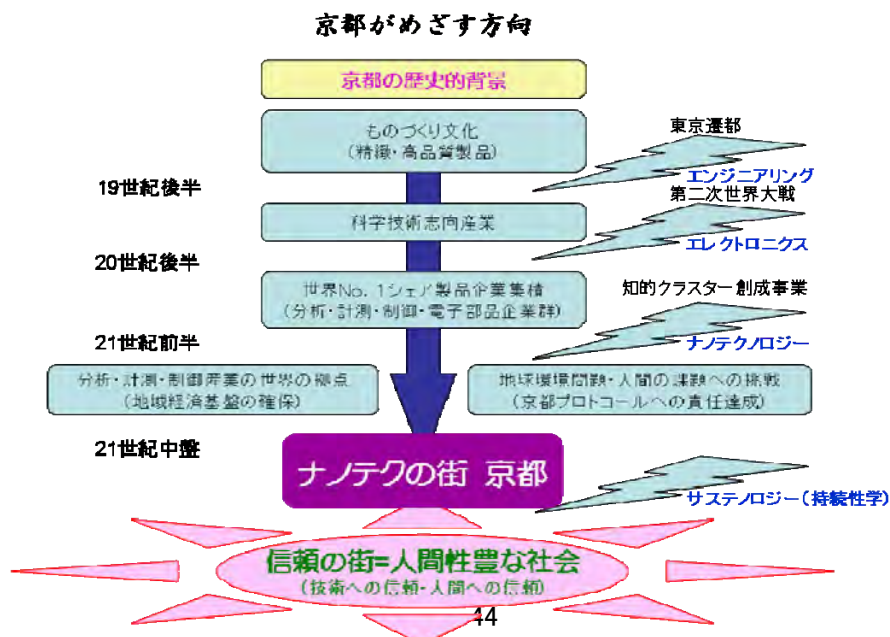 京都がめざす方向
京都の歴史的背景
ものづくり文化
(精緻・高品質製品)
東京遷都
エンジニアリング
19世紀後半
科学技術志向産業
第二次世界大戦
エレクトロニクス
20世紀後半
世界No. 1シェア製品企業集積
(分析・計測・制御・電子部品企業群)
知的クラスター創成事業
ナノテクノロジー
21世紀前半
分析・計測・制御産業の世界の拠点
(地域経済基盤の確保)
地球環境問題・人間の課題への挑戦
(京都プロトコールへの責任達成)
21世紀中盤
ナノテクの街 京都
サステノロジー(持続性学)
信頼の街=人間性豊な社会
(技術への信頼・人間への信頼)
44